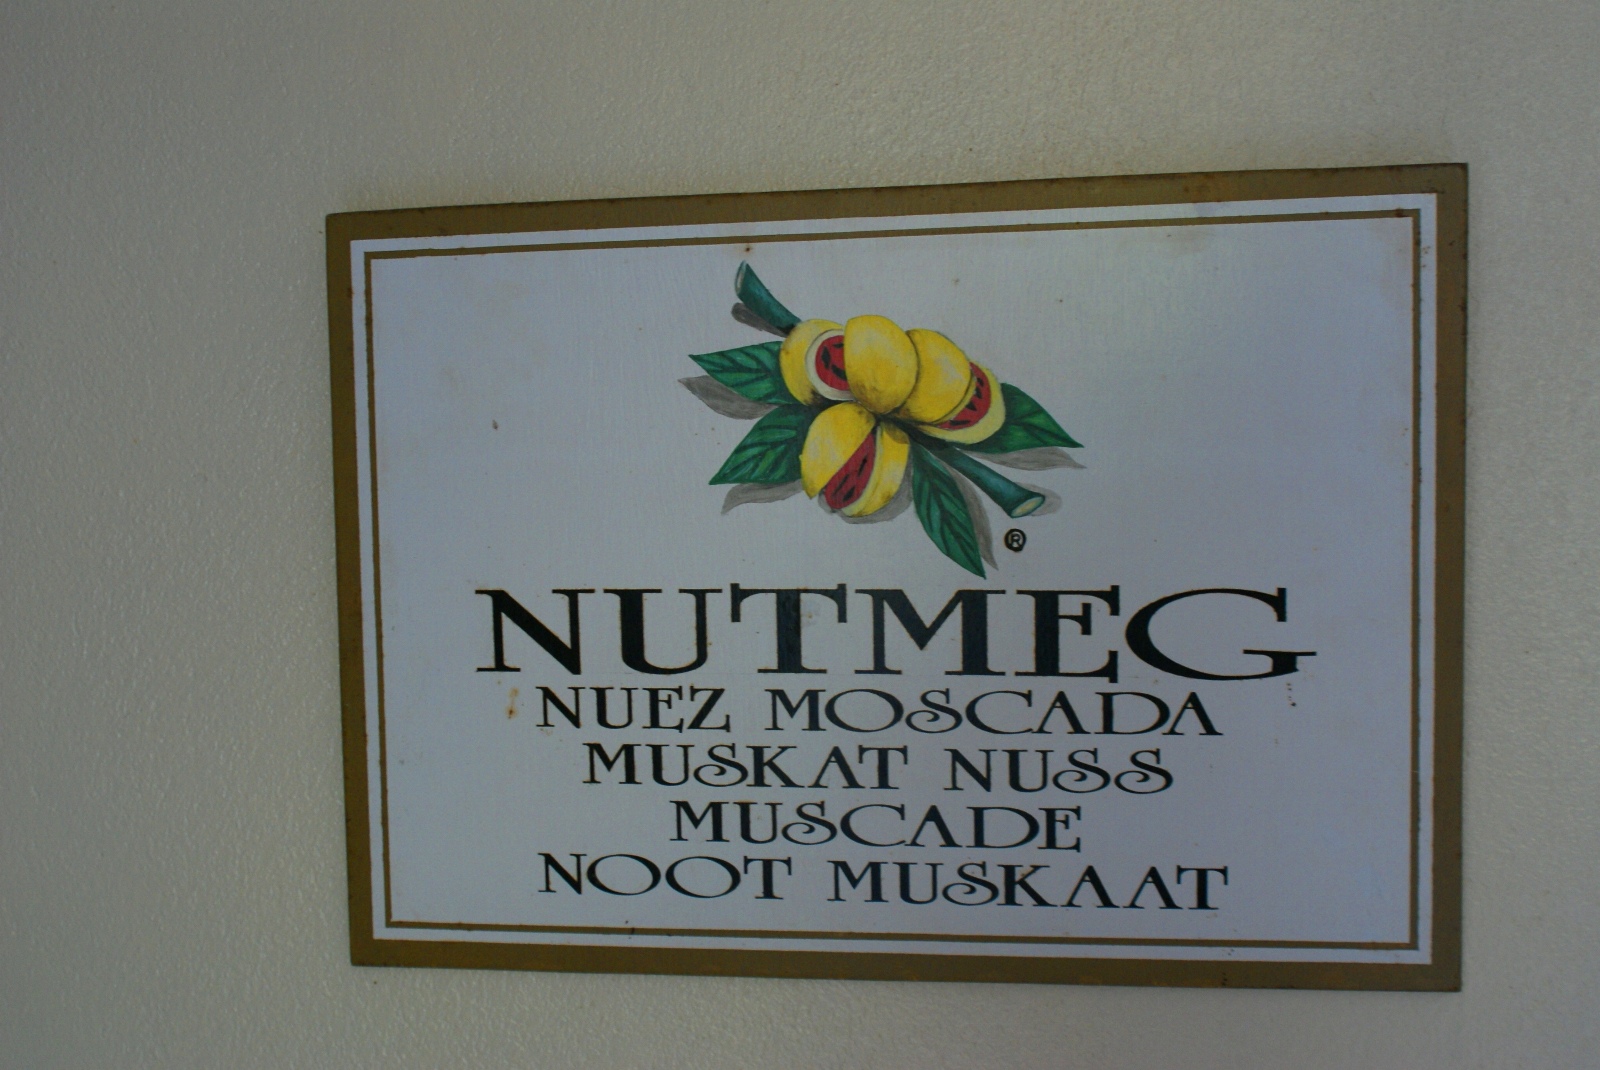 ®
NUTMEG
NUEZ MOSCADA
MUSKAT NUSS
MUSCADE
NOOT MUSKAAT